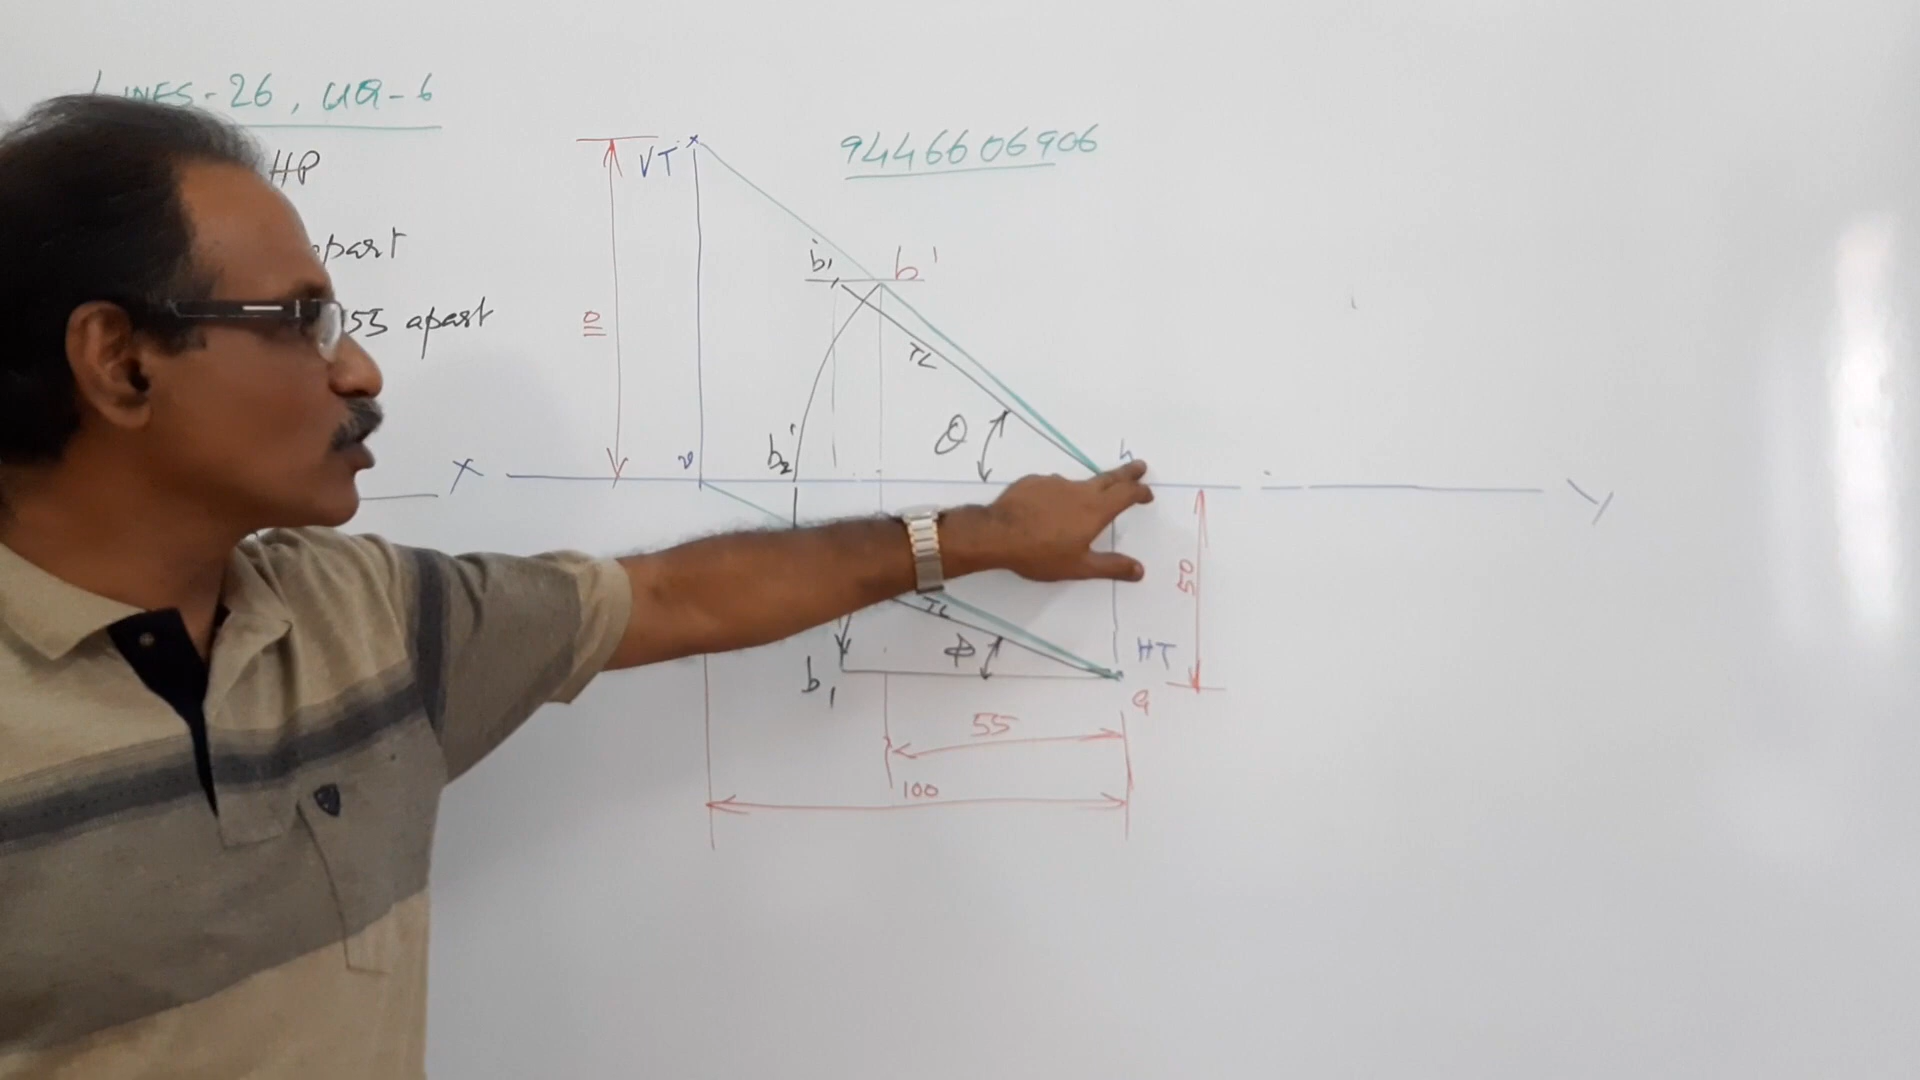 LINES - 26, UQ - 6
HP
apart
55 apart
9446606906
VT
b₁'
b'
TL
θ
h
v
b₂'
X
Y
50
TL
Φ
HT
b₁
a
55
100